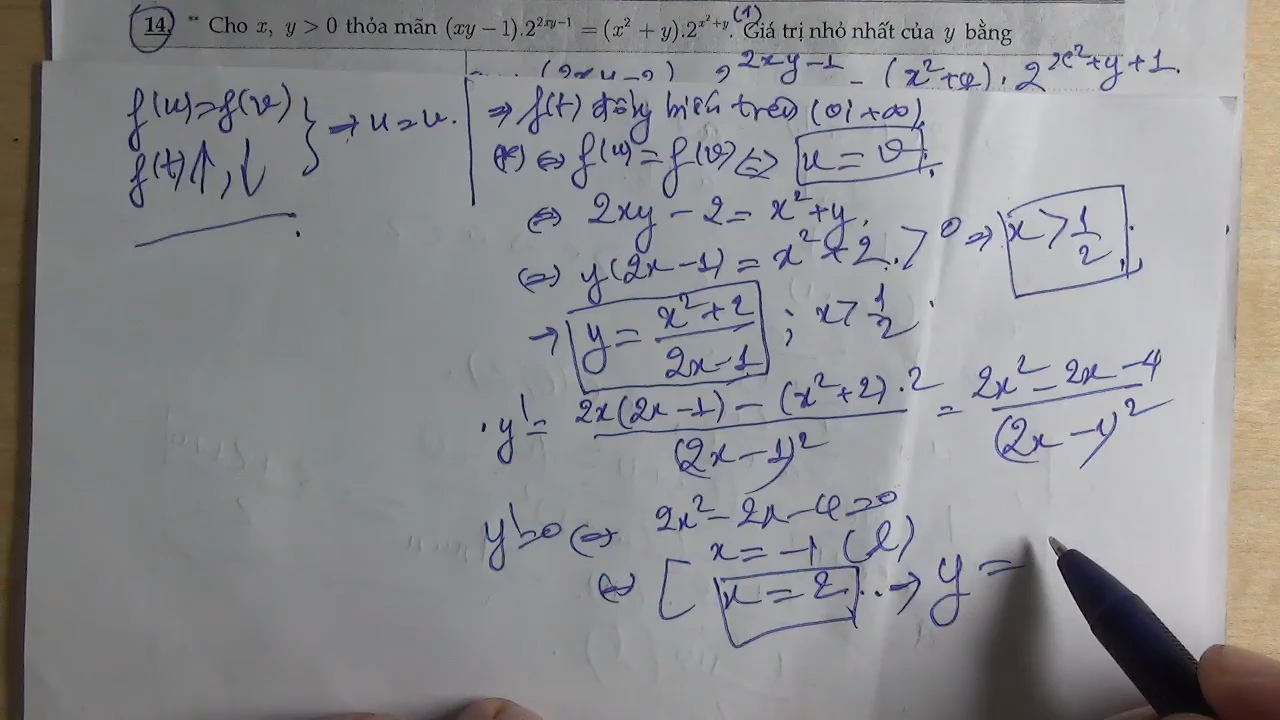 14. ** Cho x, y > 0 thỏa mãn (xy − 1).2^{2xy−1} = (x² + y).2^{x²+y}. (1) Giá trị nhỏ nhất của y bằng
2^{2xy−1} = (x²+y). 2^{x²+y+1}.
f(u)=f(v)
f(t)↑, ↓ } → u=v.
⇒ f(t) đồng biến trên (0; +∞).
(*) ⇔ f(u) = f(v) ⇔ u = v.
⇔ 2xy − 2 = x²+y.
⇔ y(2x −1) = x² + 2. > 0 ⇒ x > 1/2.
→ y = (x²+2)/(2x−1) ; x > 1/2.
. y' = (2x(2x −1) − (x²+2).2)/(2x−1)² = (2x² − 2x − 4)/(2x −1)²
y'=0 ⇔ 2x² − 2x − 4 = 0
⇔ [ x = −1 (l)
x = 2. → y =